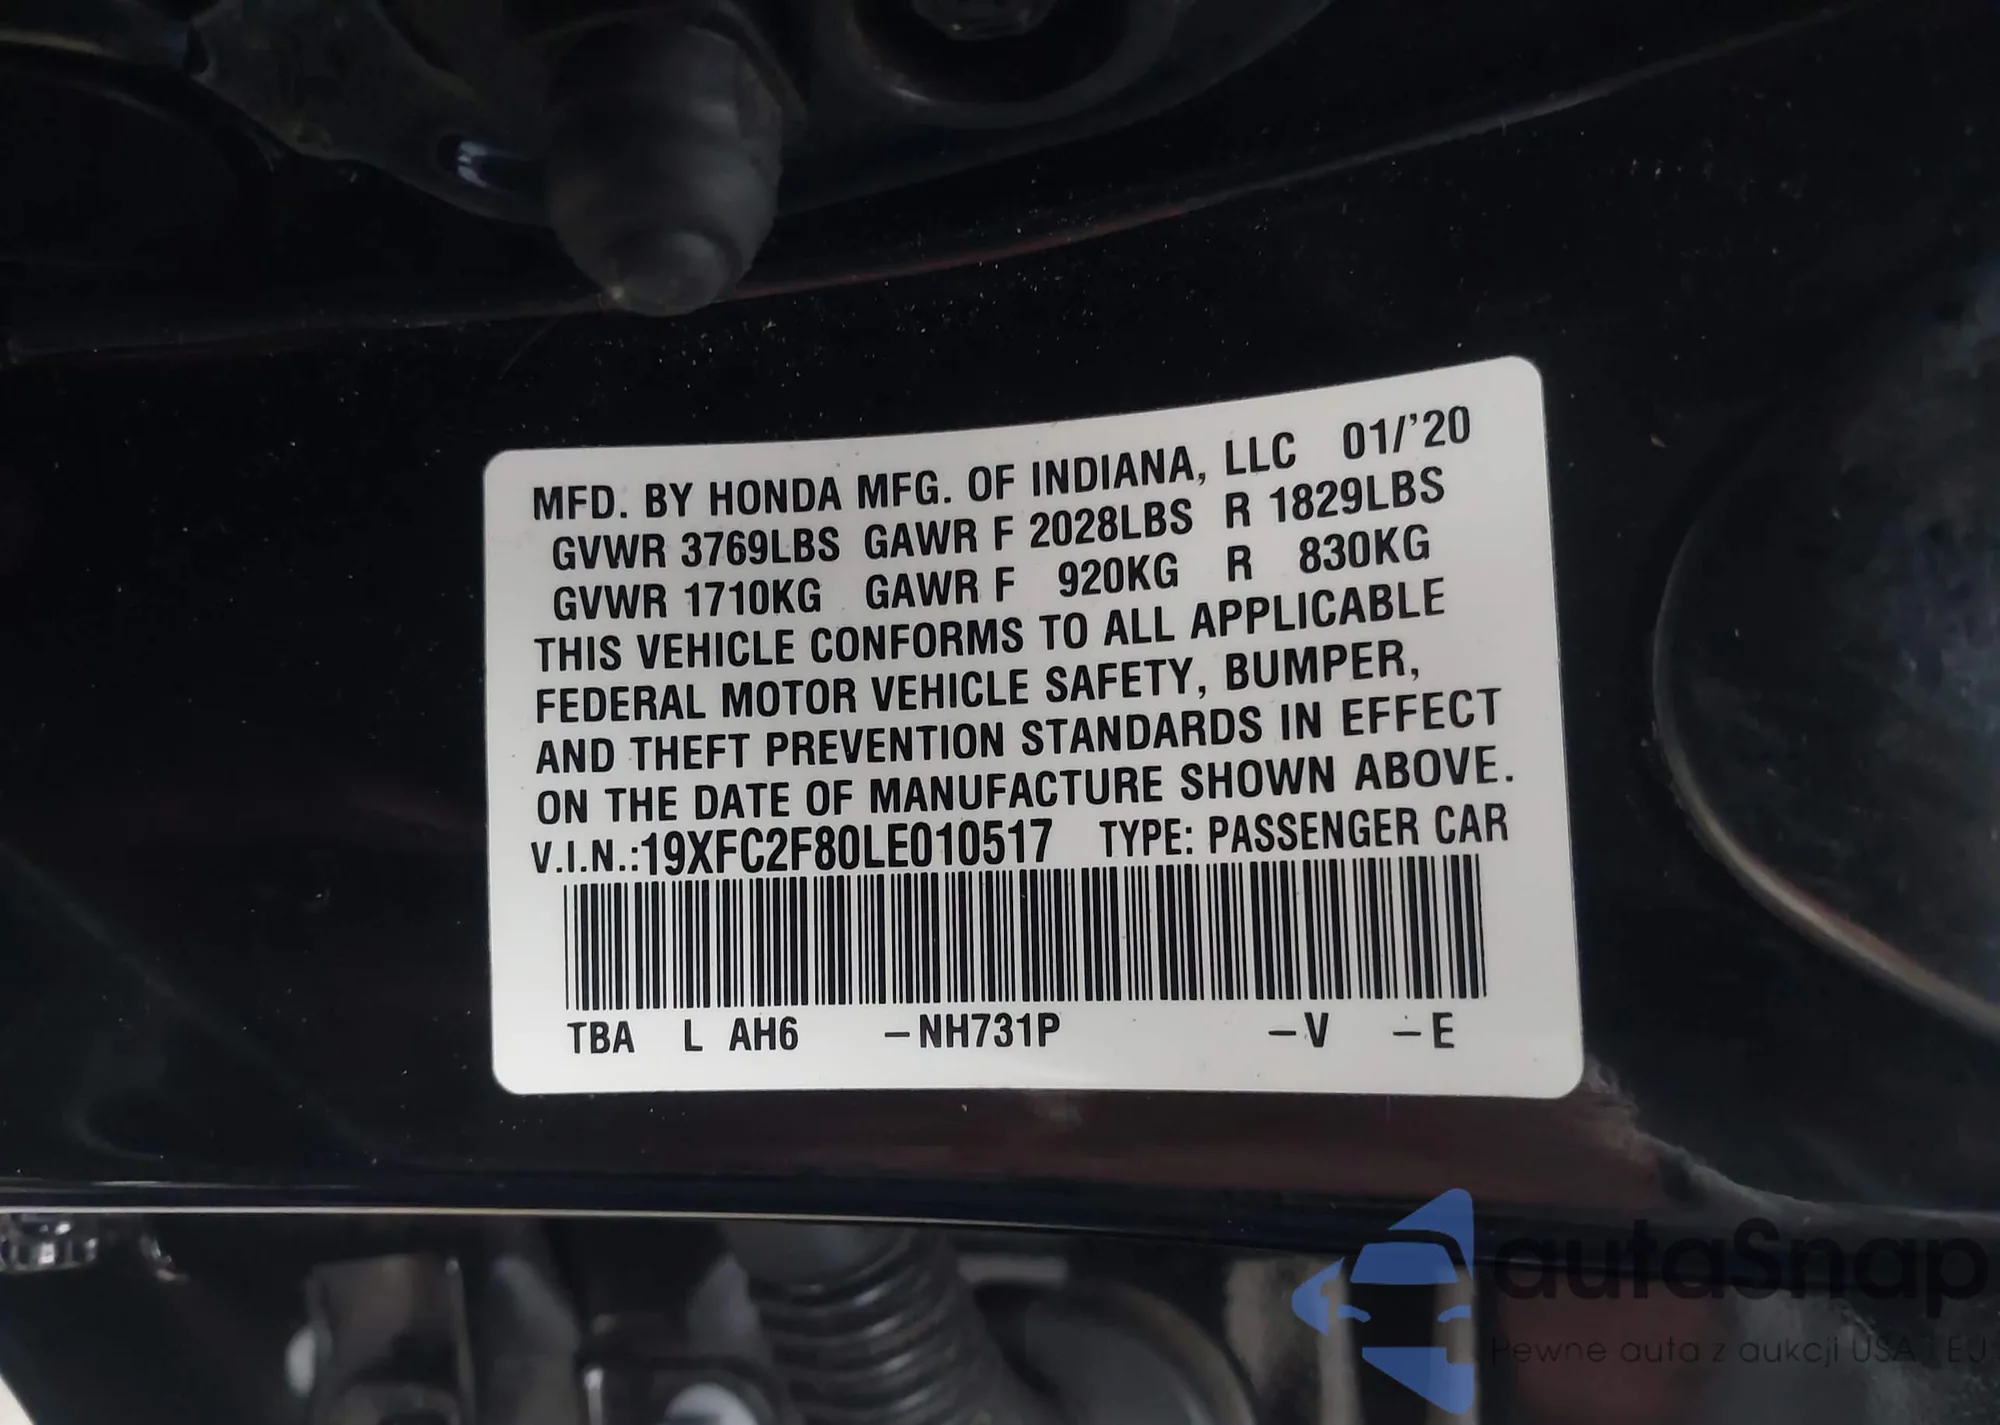 MFD. BY HONDA MFG. OF INDIANA, LLC 01/'20
GVWR 3769LBS GAWR F 2028LBS R 1829LBS
GVWR 1710KG GAWR F 920KG R 830KG
THIS VEHICLE CONFORMS TO ALL APPLICABLE
FEDERAL MOTOR VEHICLE SAFETY, BUMPER,
AND THEFT PREVENTION STANDARDS IN EFFECT
ON THE DATE OF MANUFACTURE SHOWN ABOVE.
V.I.N.:19XFC2F80LE010517 TYPE: PASSENGER CAR
TBA L AH6 –NH731P –V –E
autaSnap
Pewne auta z aukcji USA i EU